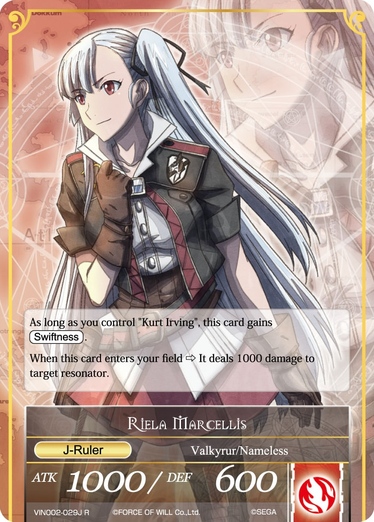 As long as you control "Kurt Irving", this card gains
Swiftness.
When this card enters your field ⇨ It deals 1000 damage to
target resonator.
Riela Marcellis
J-Ruler
Valkyrur/Nameless
ATK 1000 / DEF 600
VIN002-029J R
©FORCE OF WILL Co.,Ltd.
©SEGA